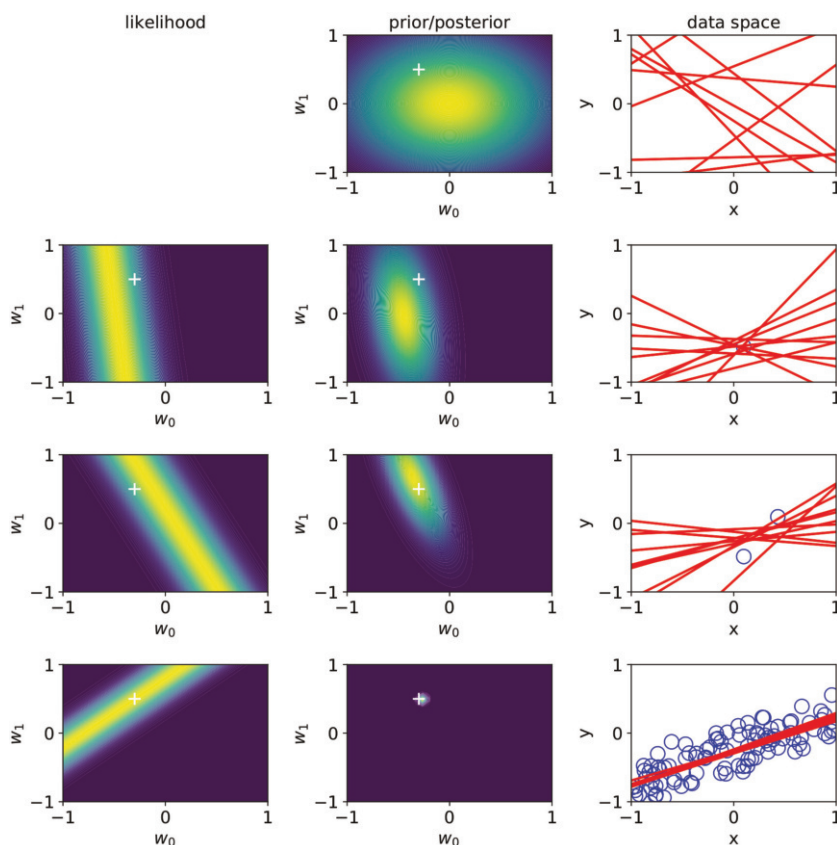 likelihood prior/posterior data space
1 1
w1 0 y 0
-1 -1
-1 0 1 -1 0 1
w0 x
1 1 1
w1 0 w1 0 y 0
-1 -1 -1
-1 0 1 -1 0 1 -1 0 1
w0 w0 x
1 1 1
w1 0 w1 0 y 0
-1 -1 -1
-1 0 1 -1 0 1 -1 0 1
w0 w0 x
1 1 1
w1 0 w1 0 y 0
-1 -1 -1
-1 0 1 -1 0 1 -1 0 1
w0 w0 x